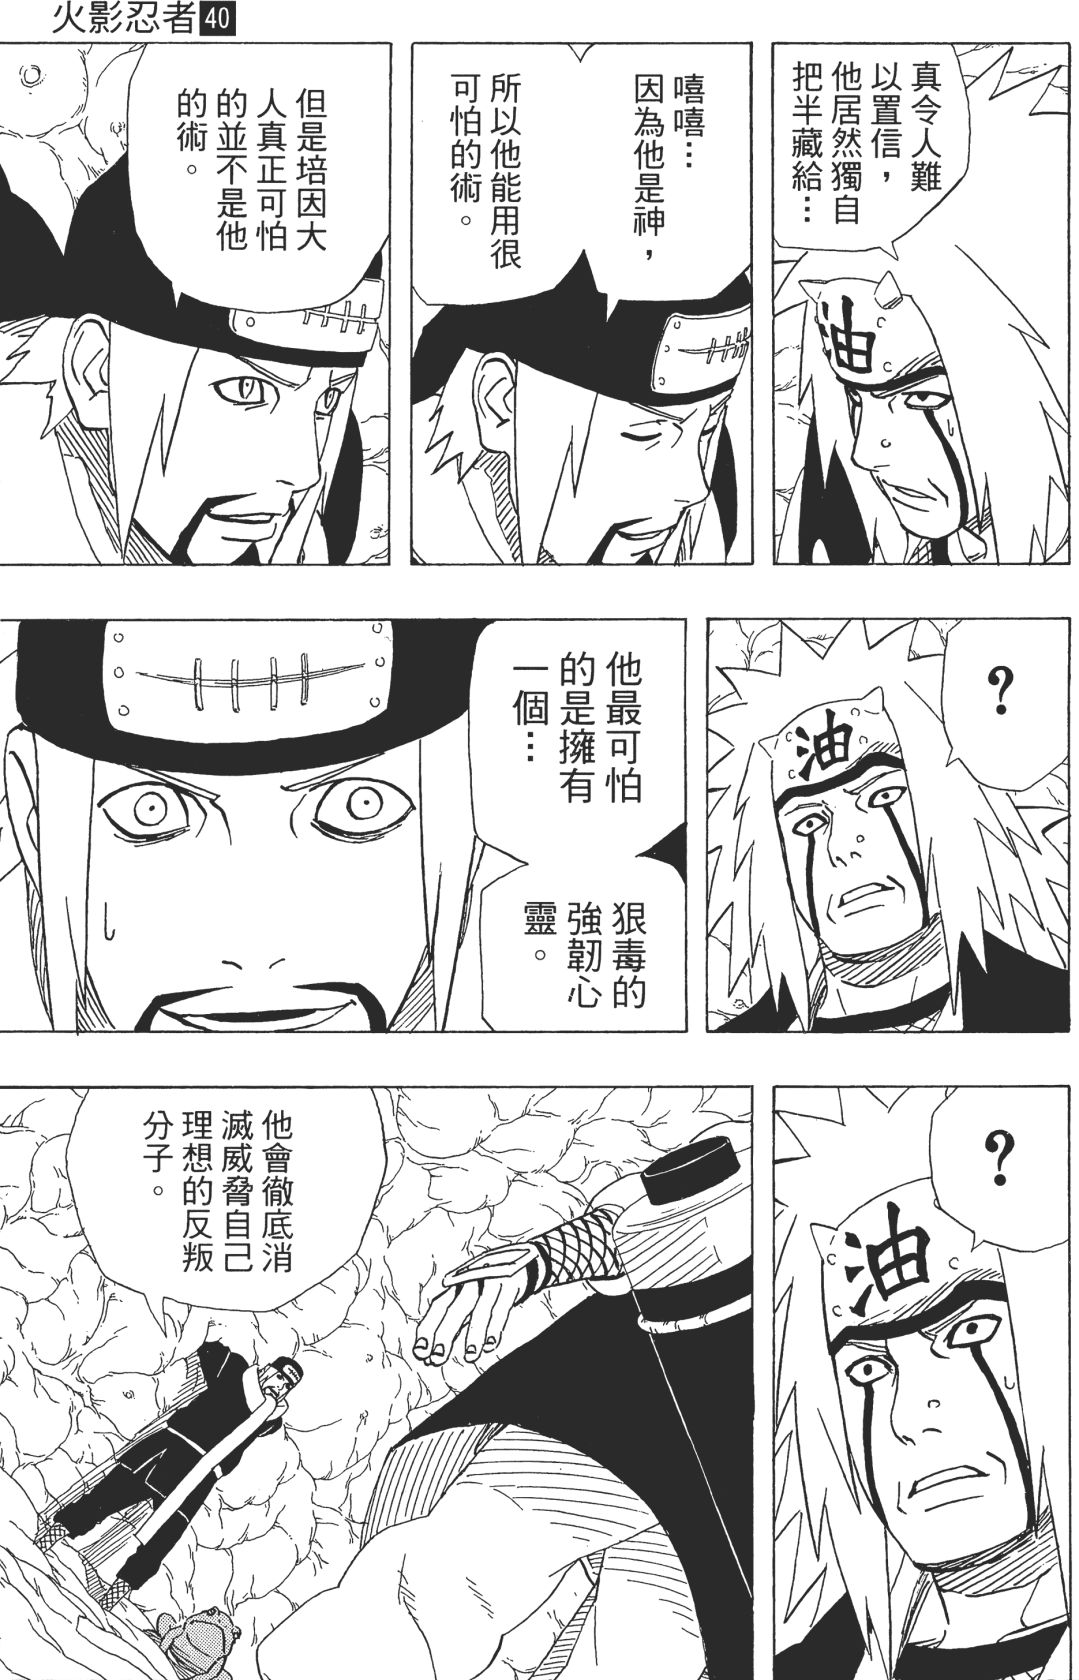 火影忍者40
真令人難
以置信，
他居然獨自
把半藏給…
嘻嘻…
因為他是神，
所以他能用很
可怕的術。
但是培因大
人真正可怕
的並不是他
的術。
油
？
油
他最可怕
的是擁有
一個…
狠毒的
強韌心
靈。
？
油
他會徹底消
滅威脅自己
理想的反叛
分子。